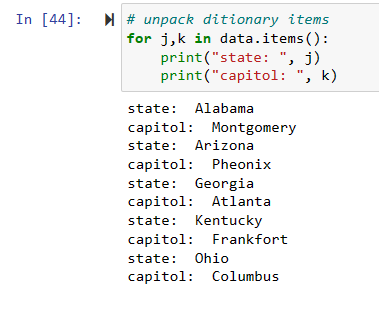 In [44]:
# unpack ditionary items
for j,k in data.items():
    print("state: ", j)
    print("capitol: ", k)
state:  Alabama
capitol:  Montgomery
state:  Arizona
capitol:  Pheonix
state:  Georgia
capitol:  Atlanta
state:  Kentucky
capitol:  Frankfort
state:  Ohio
capitol:  Columbus